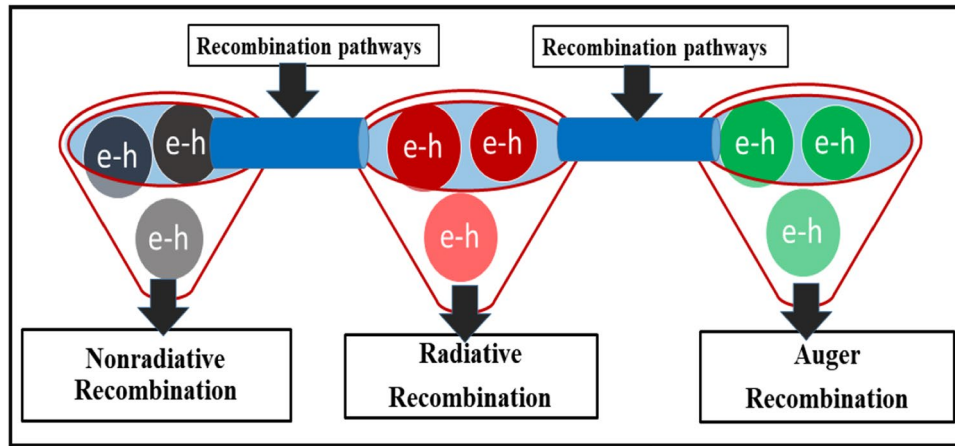 Recombination pathways
Recombination pathways
e-h
e-h
e-h
e-h
e-h
e-h
e-h
e-h
e-h
Nonradiative
Recombination
Radiative
Recombination
Auger
Recombination